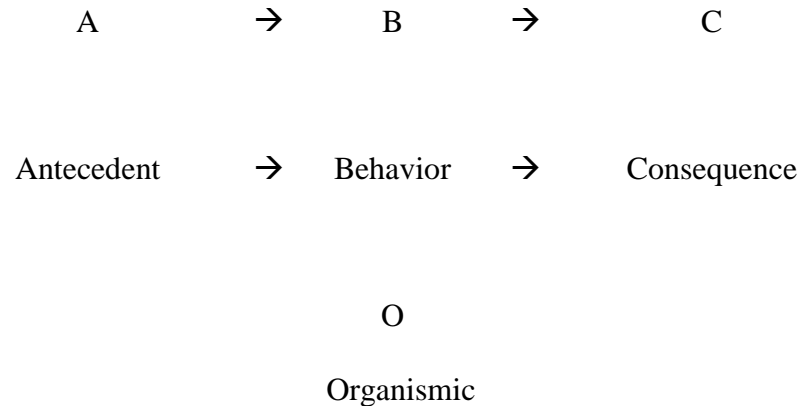 A → B → C
Antecedent → Behavior → Consequence
O
Organismic